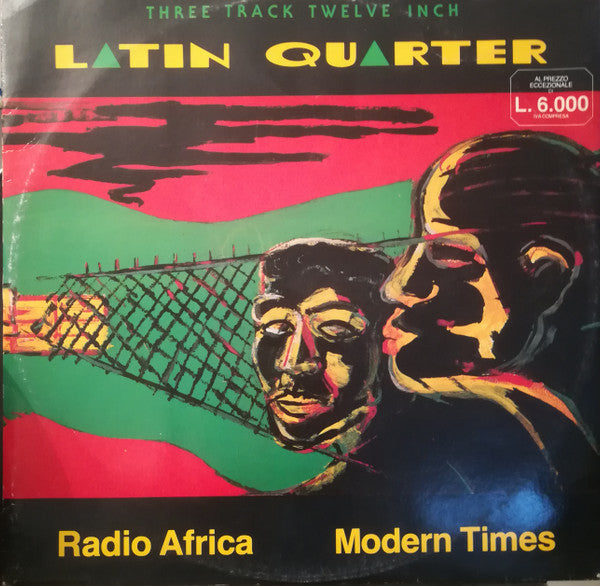 THREE TRACK TWELVE INCH
LATIN QUARTER
AL PREZZO
ECCEZIONALE
DI
L. 6.000
IVA COMPRESA
Radio Africa Modern Times